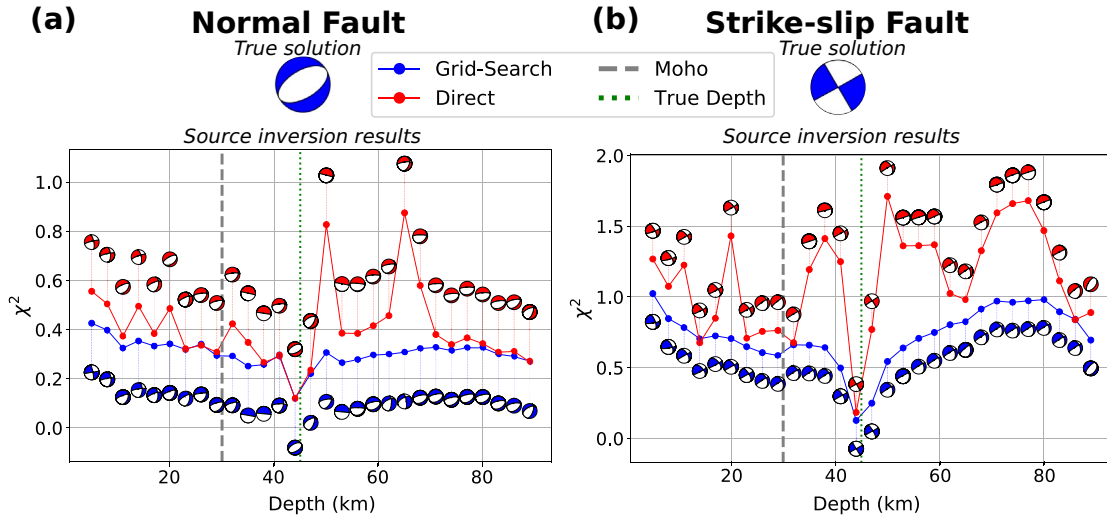 (a) Normal Fault
True solution
(b) Strike-slip Fault
True solution
Grid-Search
Direct
Moho
True Depth
Source inversion results
1.0
0.8
0.6
0.4
0.2
0.0
χ²
20
40
60
80
Depth (km)
Source inversion results
2.0
1.5
1.0
0.5
0.0
χ²
20
40
60
80
Depth (km)